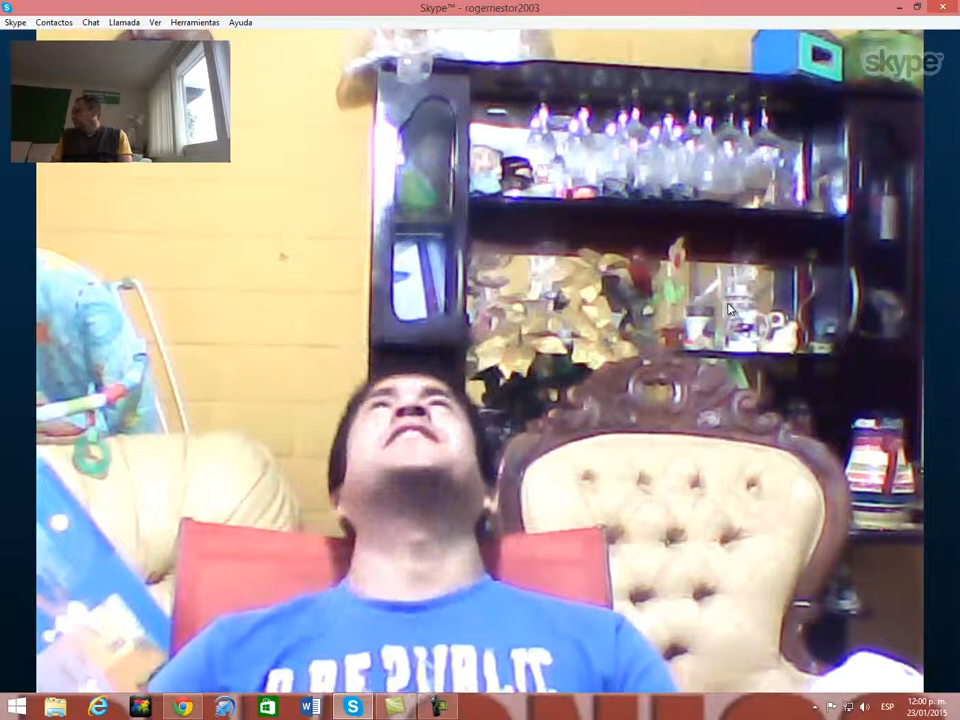 Skype™ - rogernestor2003
Skype Contactos Chat Llamada Ver Herramientas Ayuda
skype
REPUBLIC
ESP
12:00 p. m.
23/01/2015